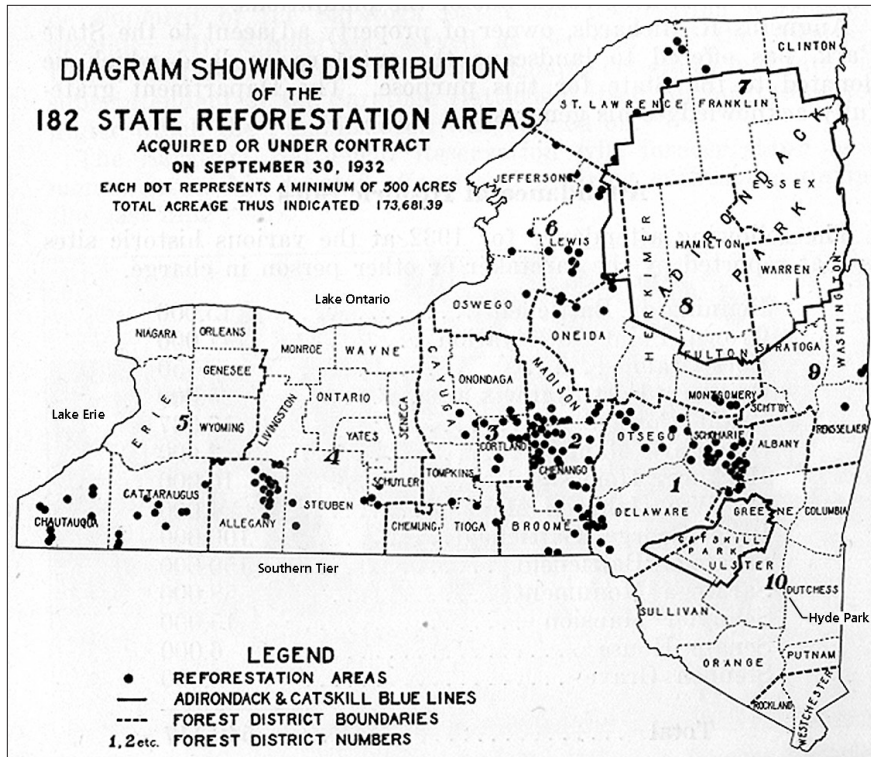 DIAGRAM SHOWING DISTRIBUTION
OF THE
182 STATE REFORESTATION AREAS
ACQUIRED OR UNDER CONTRACT
ON SEPTEMBER 30, 1932
EACH DOT REPRESENTS A MINIMUM OF 500 ACRES
TOTAL ACREAGE THUS INDICATED 173,681.39
CLINTON
7
ST. LAWRENCE
FRANKLIN
ADIRONDACK
PARK
ESSEX
JEFFERSON
6
LEWIS
HERKIMER
HAMILTON
WARREN
WASHINGTON
8
Lake Ontario
OSWEGO
ONEIDA
FULTON
SARATOGA
9
NIAGARA
ORLEANS
MONROE
WAYNE
CAYUGA
MADISON
GENESEE
ONONDAGA
MONTGOMERY
SCHT'DY
Lake Erie
ERIE
5
WYOMING
LIVINGSTON
ONTARIO
SENECA
YATES
4
3
CORTLAND
2
OTSEGO
SCHOHARIE
ALBANY
RENSSELAER
CHENANGO
CHAUTAUQUA
CATTARAUGUS
ALLEGANY
STEUBEN
SCHUYLER
TOMPKINS
CHEMUNG
TIOGA
BROOME
1
DELAWARE
GREENE
COLUMBIA
CATSKILL
PARK
ULSTER
Southern Tier
10
DUTCHESS
Hyde Park
SULLIVAN
ORANGE
PUTNAM
ROCKLAND
WESTCHESTER
LEGEND
REFORESTATION AREAS
ADIRONDACK & CATSKILL BLUE LINES
FOREST DISTRICT BOUNDARIES
1, 2 etc. FOREST DISTRICT NUMBERS
Total